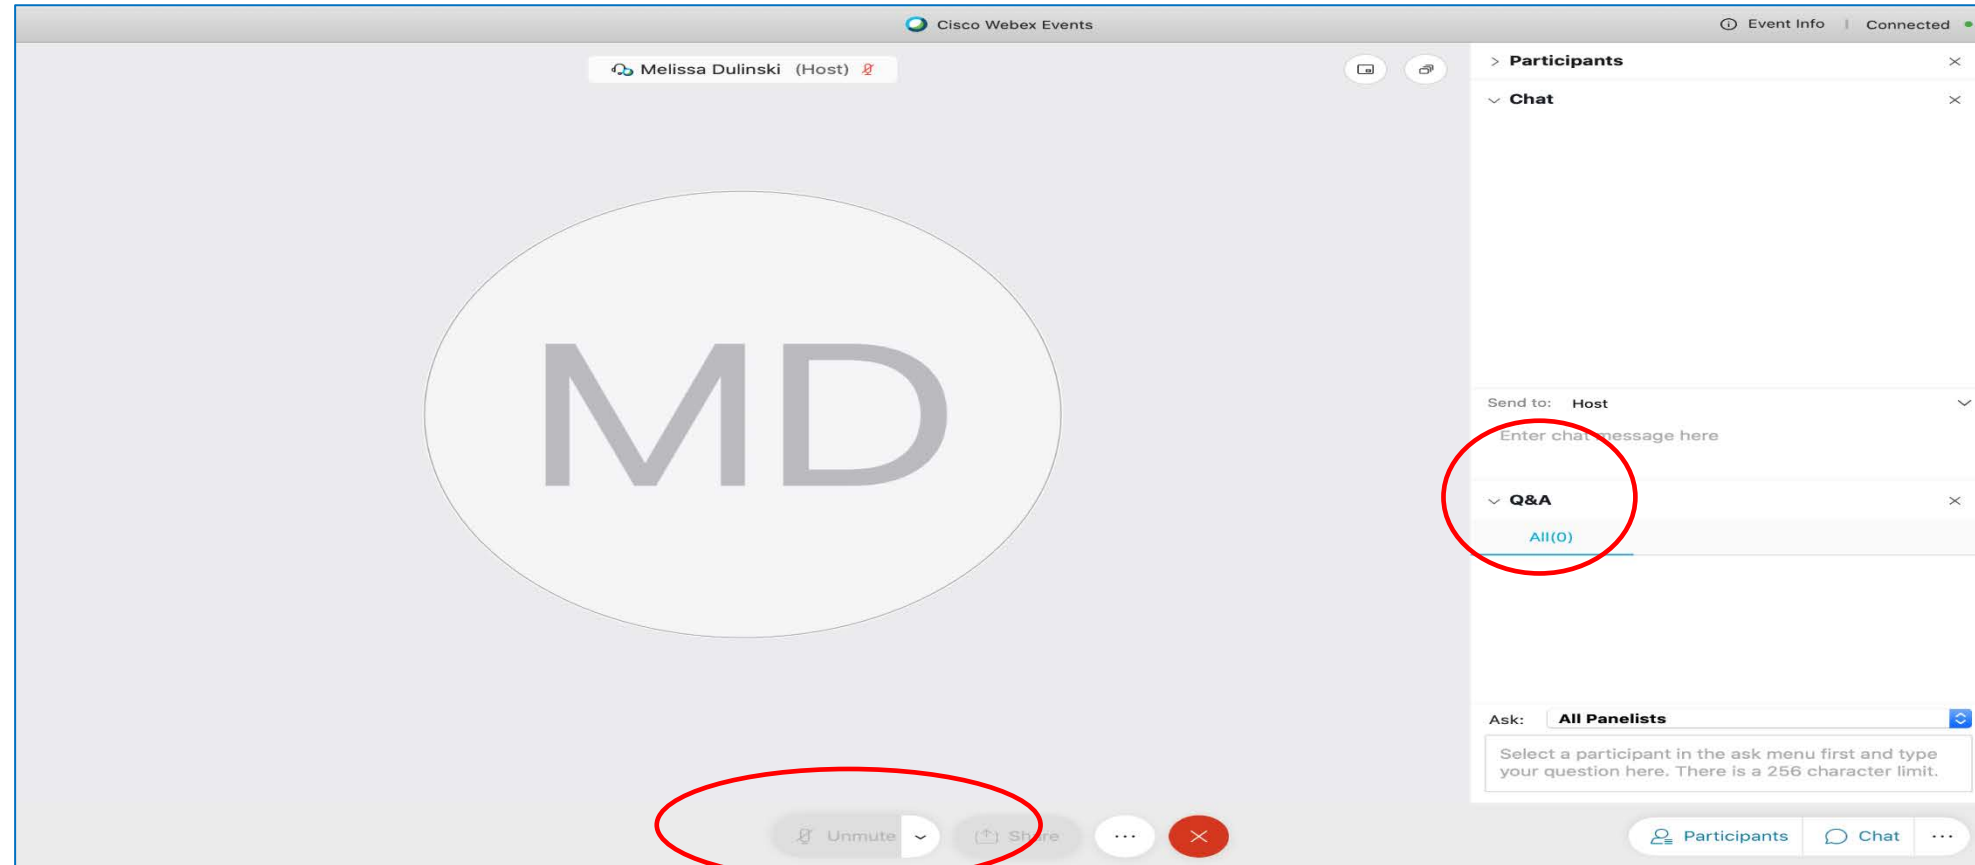 Cisco Webex Events
Event Info
Connected
Melissa Dulinski (Host)
Participants
Chat
MD
Send to: Host
Enter chat message here
Q&A
All(0)
Ask: All Panelists
Select a participant in the ask menu first and type
your question here. There is a 256 character limit.
Unmute
Share
Participants
Chat